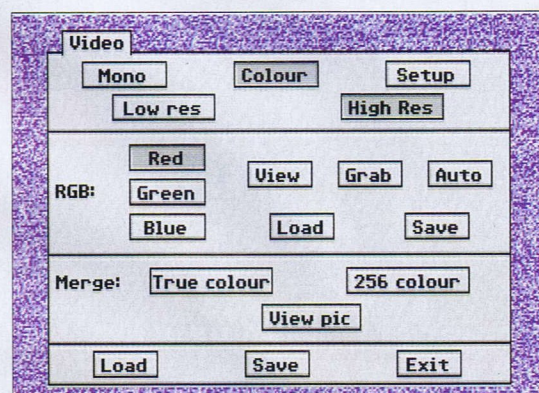 Video
Mono Colour Setup
Low res High Res
Red
View Grab Auto
RGB:
Green
Blue Load Save
Merge: True colour 256 colour
View pic
Load Save Exit